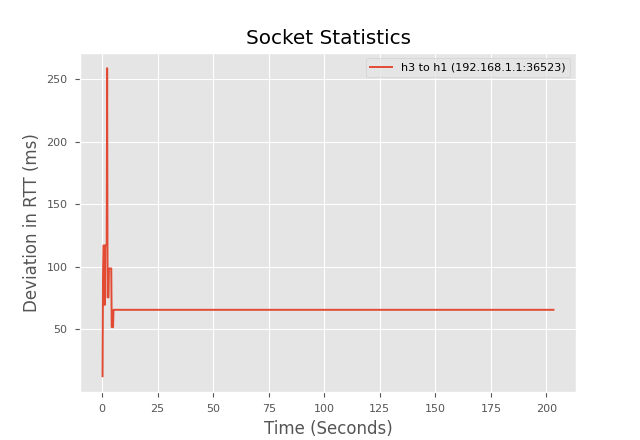 Socket Statistics
h3 to h1 (192.168.1.1:36523)
Deviation in RTT (ms)
250
200
150
100
50
0 25 50 75 100 125 150 175 200
Time (Seconds)